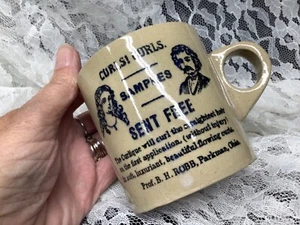 CURLS! CURLS.
SAMPLES
SENT FREE
The Curlique will curl the straightest hair
on the first application, (without injury)
in soft, luxuriant, beautiful flowing curls.
Prof. B. H. ROBB, Parkman, Ohio